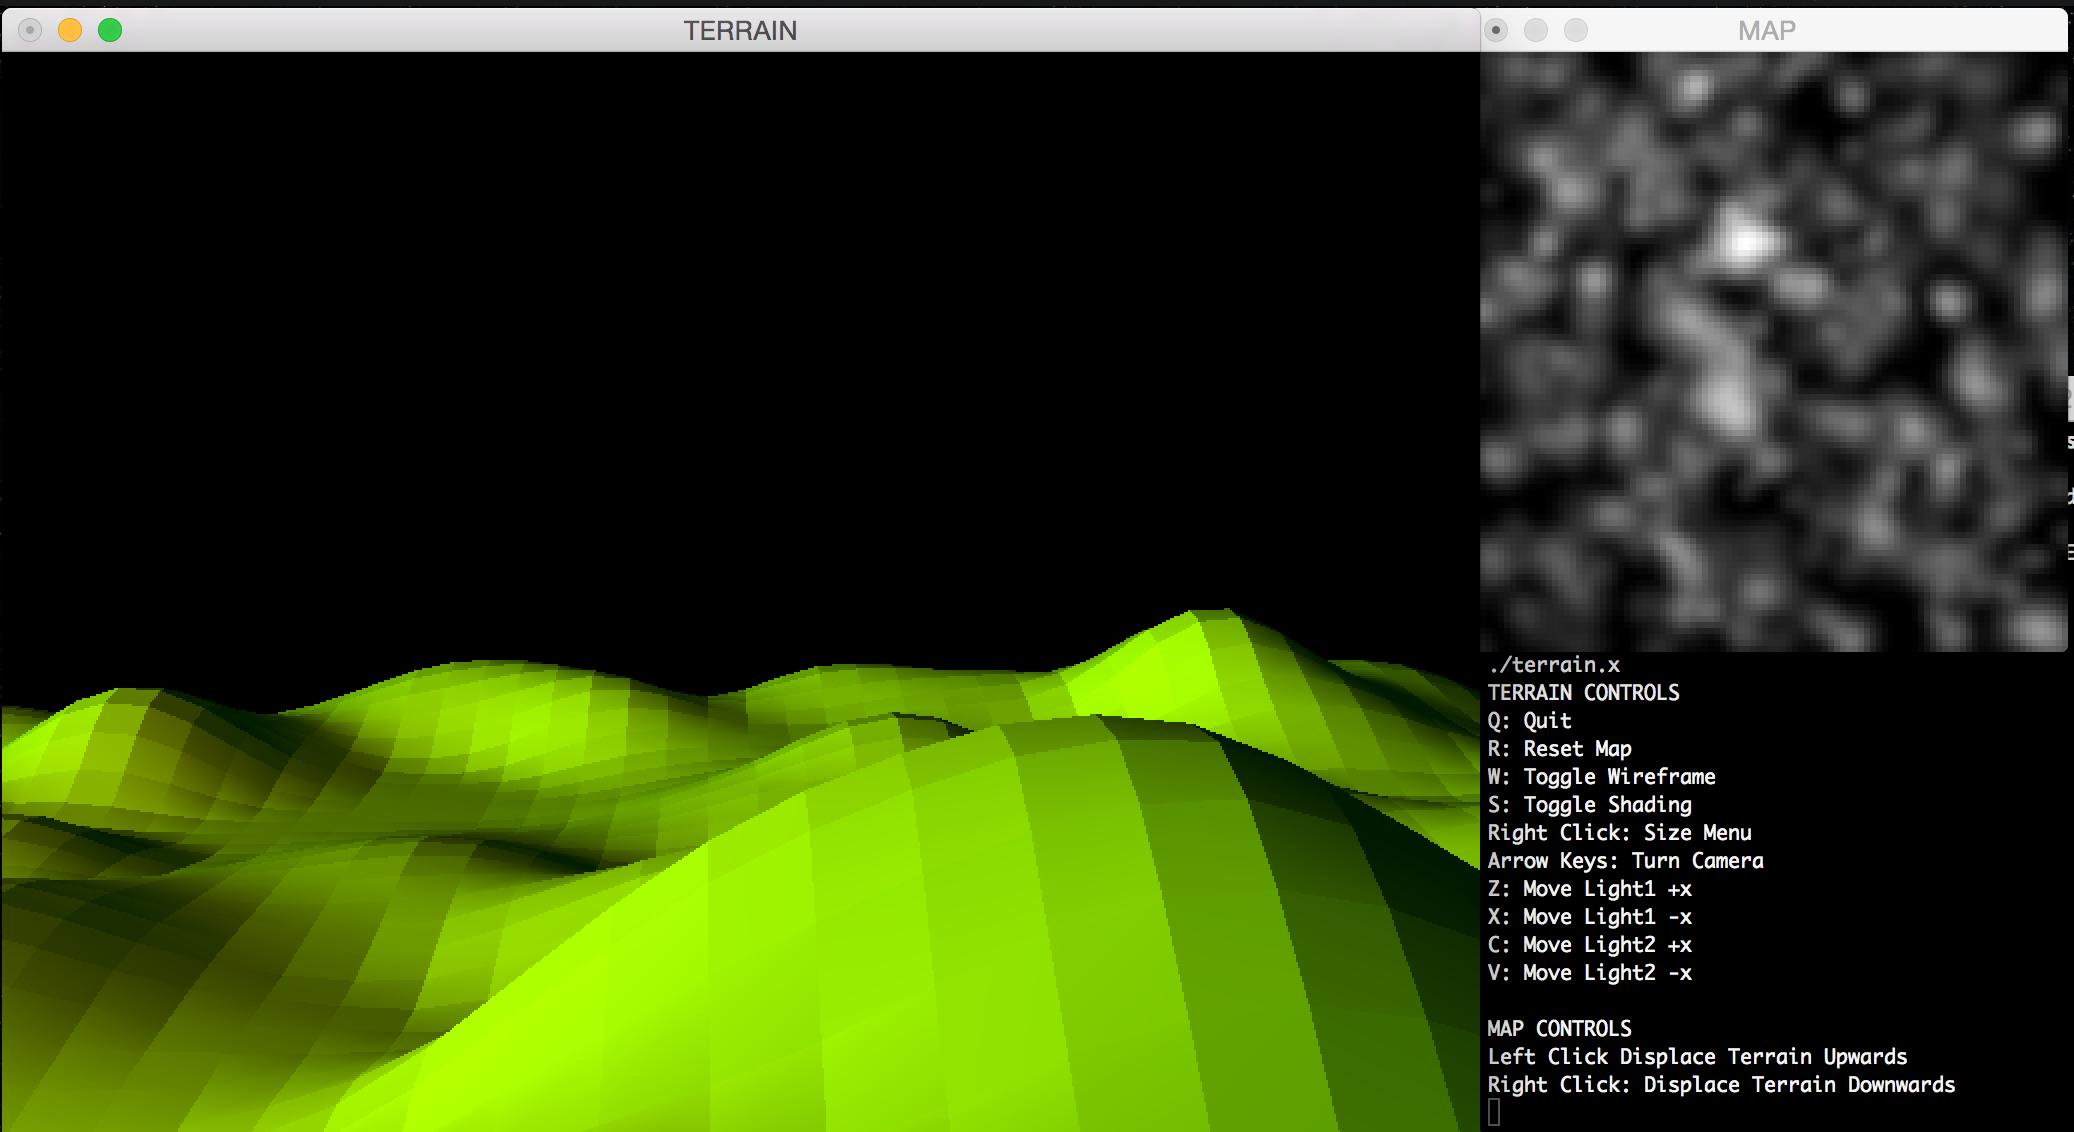 TERRAIN
MAP
./terrain.x
TERRAIN CONTROLS
Q: Quit
R: Reset Map
W: Toggle Wireframe
S: Toggle Shading
Right Click: Size Menu
Arrow Keys: Turn Camera
Z: Move Light1 +x
X: Move Light1 -x
C: Move Light2 +x
V: Move Light2 -x
MAP CONTROLS
Left Click Displace Terrain Upwards
Right Click: Displace Terrain Downwards